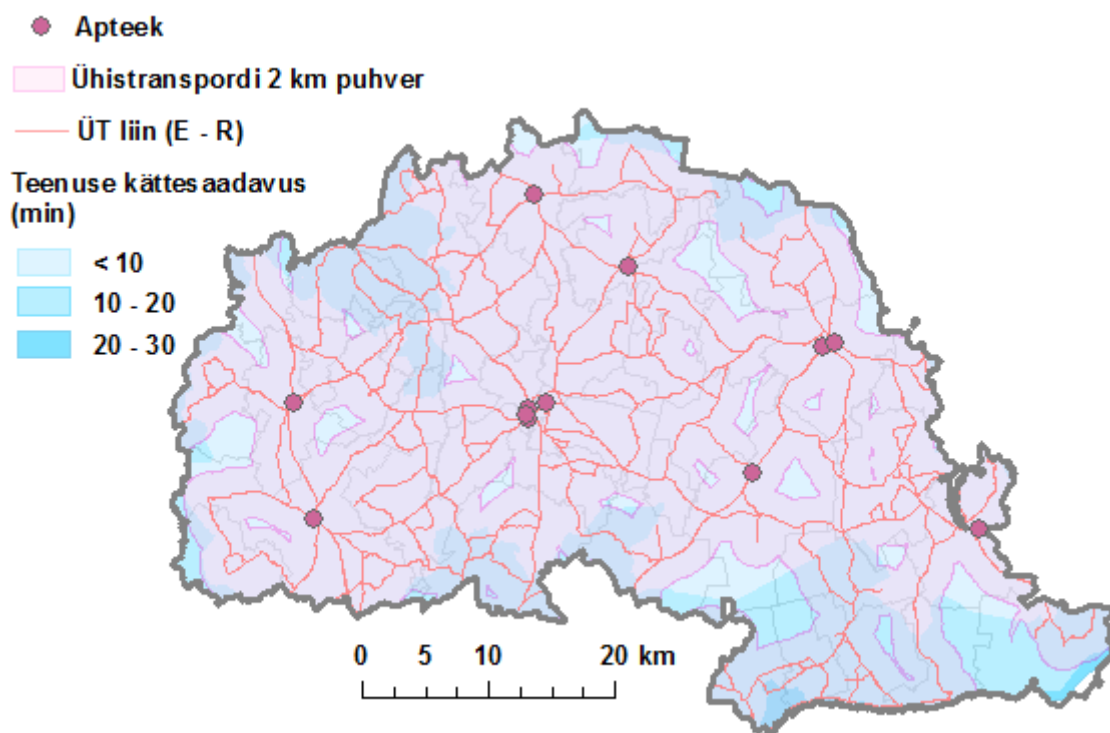 Apteek
Ühistranspordi 2 km puhver
ÜT liin (E - R)
Teenuse kättesaadavus
(min)
< 10
10 - 20
20 - 30
0 5 10 20 km